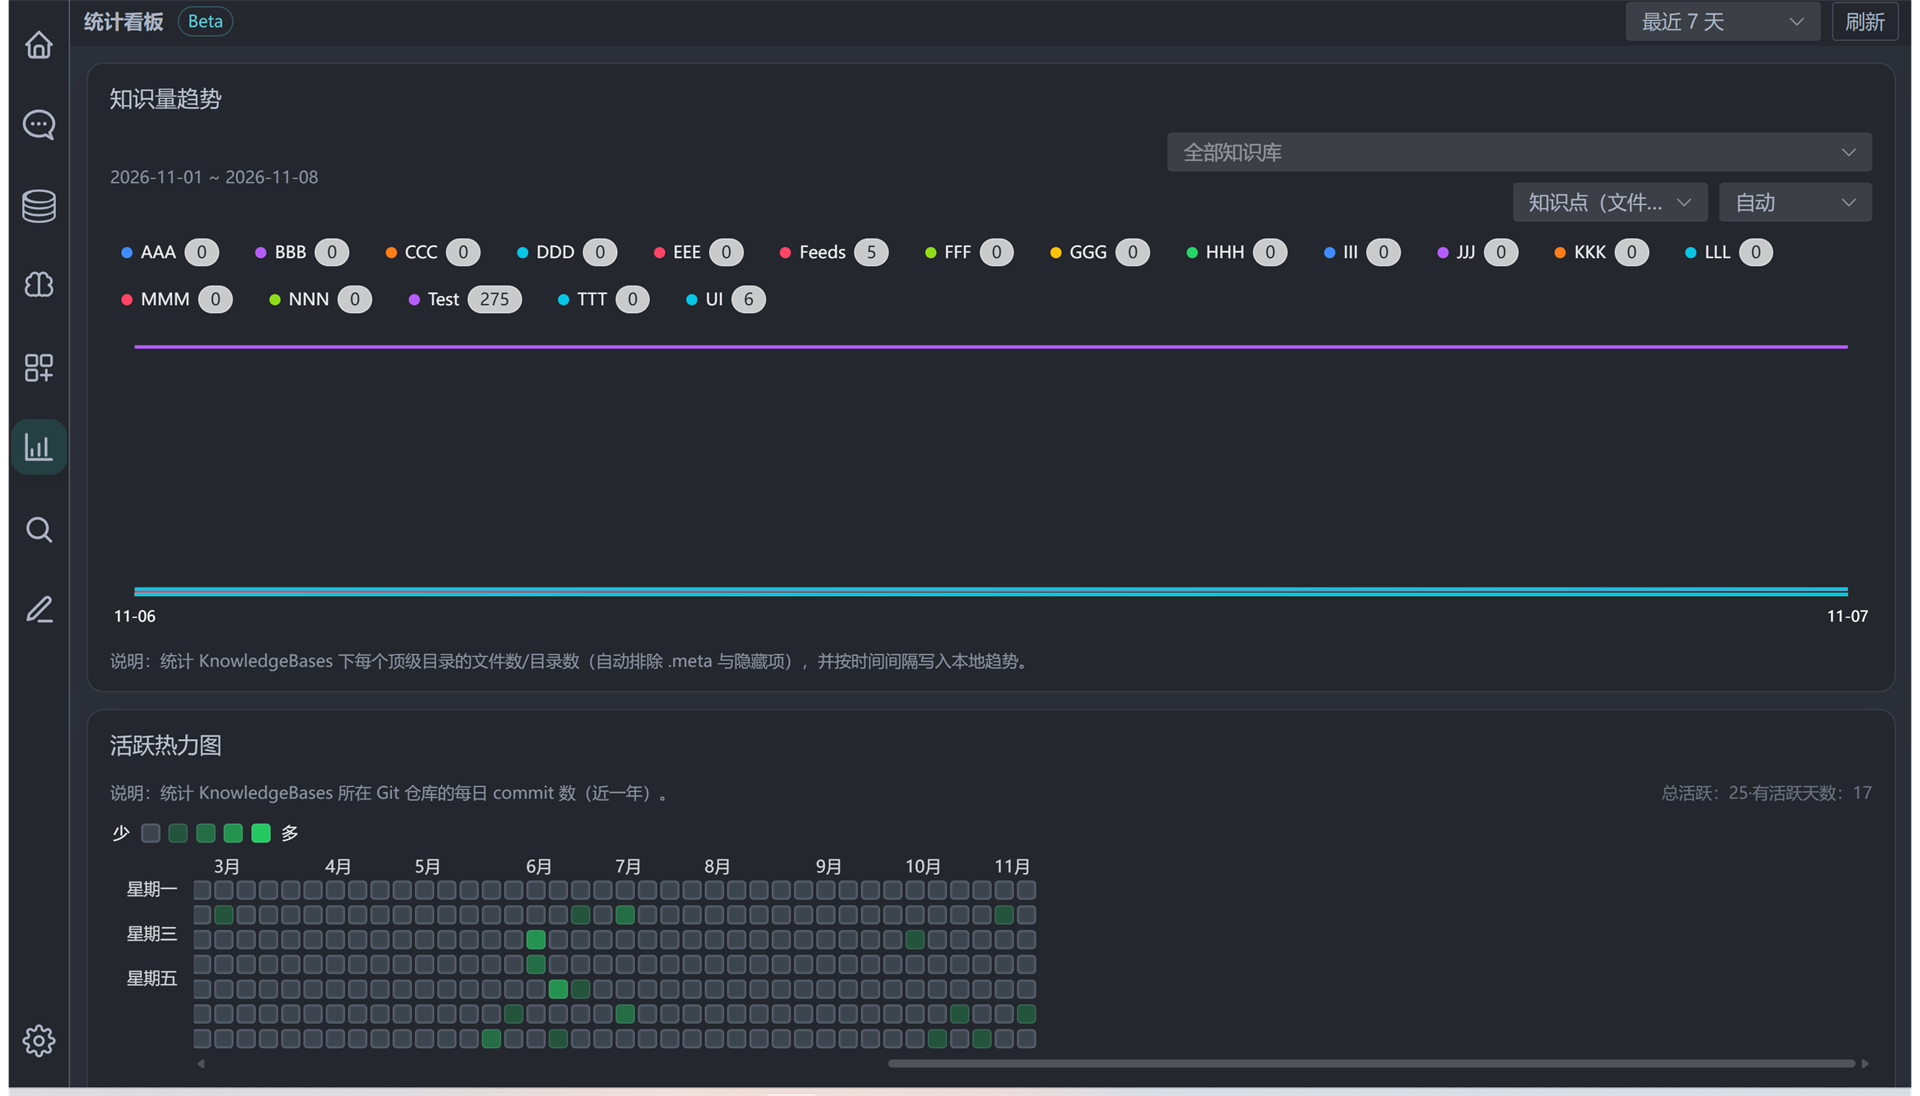 统计看板 Beta 最近 7 天 刷新
知识量趋势
全部知识库
2026-11-01 ~ 2026-11-08
知识点（文件... 自动
AAA 0 BBB 0 CCC 0 DDD 0 EEE 0 Feeds 5 FFF 0 GGG 0 HHH 0 III 0 JJJ 0 KKK 0 LLL 0
MMM 0 NNN 0 Test 275 TTT 0 UI 6
11-06 11-07
说明：统计 KnowledgeBases 下每个顶级目录的文件数/目录数（自动排除 .meta 与隐藏项），并按时间间隔写入本地趋势。
活跃热力图
说明：统计 KnowledgeBases 所在 Git 仓库的每日 commit 数（近一年）。 总活跃：25·有活跃天数：17
少 多
3月 4月 5月 6月 7月 8月 9月 10月 11月
星期一
星期三
星期五